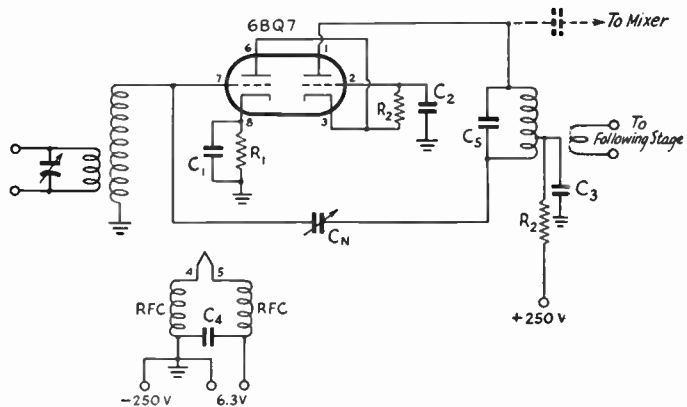 6BQ7
To Mixer
6
1
7
2
8
3
R2
C2
C1
R1
CS
To
Following Stage
C3
R2
CN
+250 V
4
5
RFC
C4
RFC
-250V
6.3V